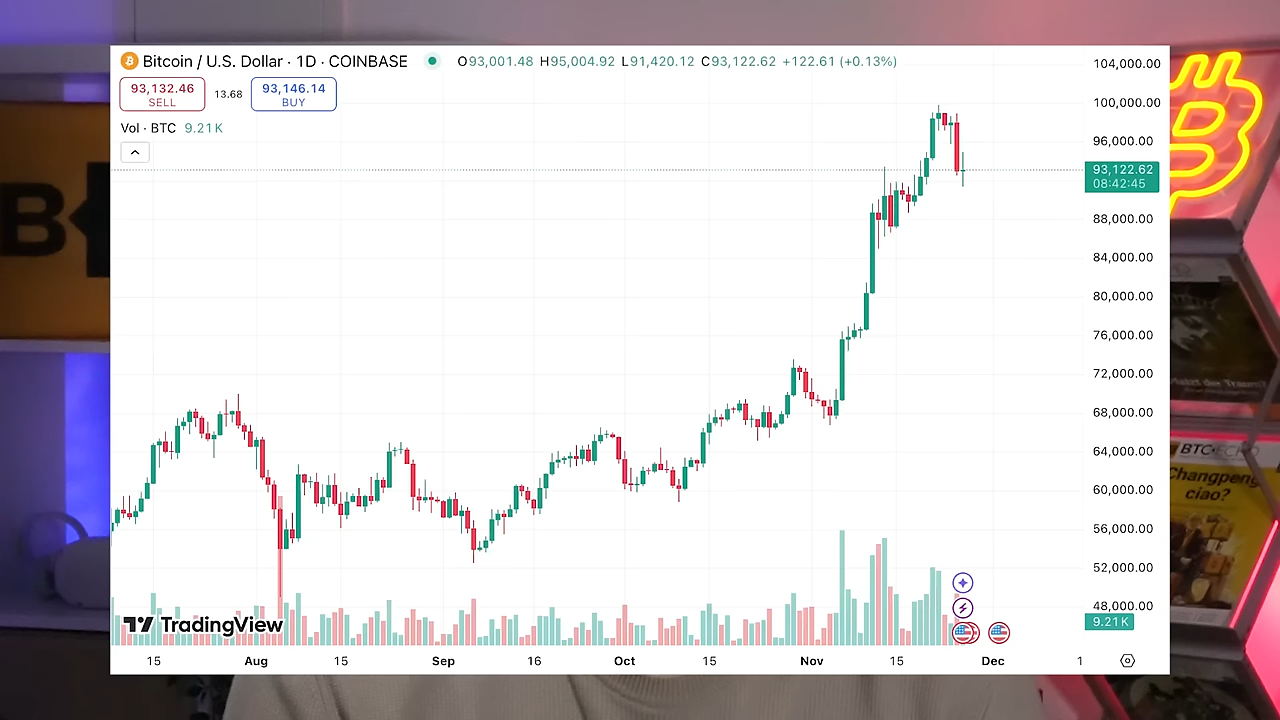 Bitcoin / U.S. Dollar · 1D · COINBASE
O93,001.48 H95,004.92 L91,420.12 C93,122.62 +122.61 (+0.13%)
93,132.46
SELL
13.68
93,146.14
BUY
Vol · BTC 9.21K
104,000.00
100,000.00
96,000.00
93,122.62
08:42:45
88,000.00
84,000.00
80,000.00
76,000.00
72,000.00
68,000.00
64,000.00
60,000.00
56,000.00
52,000.00
48,000.00
9.21K
TradingView
15
Aug
15
Sep
16
Oct
15
Nov
15
Dec
1
B
BTC-ECHO
Changpeng
ciao?